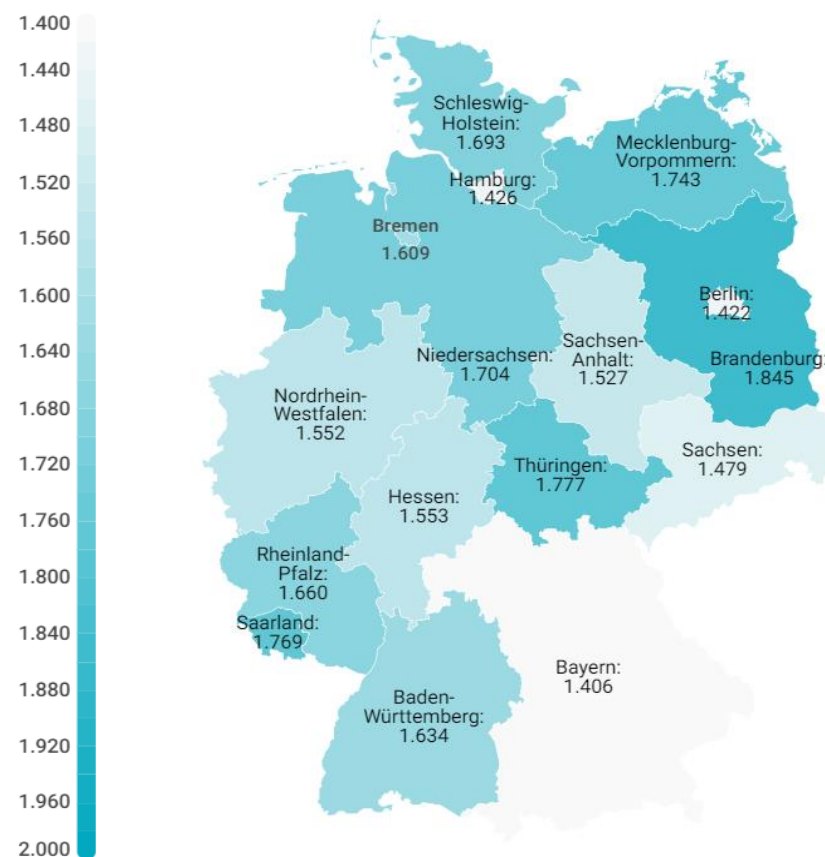 1.400
1.440
1.480
1.520
1.560
1.600
1.640
1.680
1.720
1.760
1.800
1.840
1.880
1.920
1.960
2.000
Schleswig-
Holstein:
1.693
Mecklenburg-
Vorpommern:
1.743
Hamburg:
1.426
Bremen
1.609
Berlin:
1.422
Brandenburg:
1.845
Niedersachsen:
1.704
Sachsen-
Anhalt:
1.527
Nordrhein-
Westfalen:
1.552
Sachsen:
1.479
Thüringen:
1.777
Hessen:
1.553
Rheinland-
Pfalz:
1.660
Saarland:
1.769
Bayern:
1.406
Baden-
Württemberg:
1.634